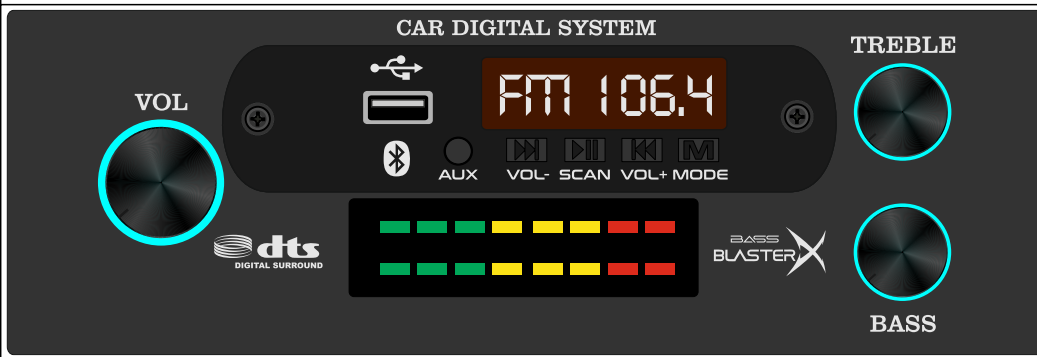 CAR DIGITAL SYSTEM
TREBLE
VOL
FM 106.4
AUX
VOL- SCAN VOL+ MODE
M
dts
DIGITAL SURROUND
BASS
BLASTERX
BASS